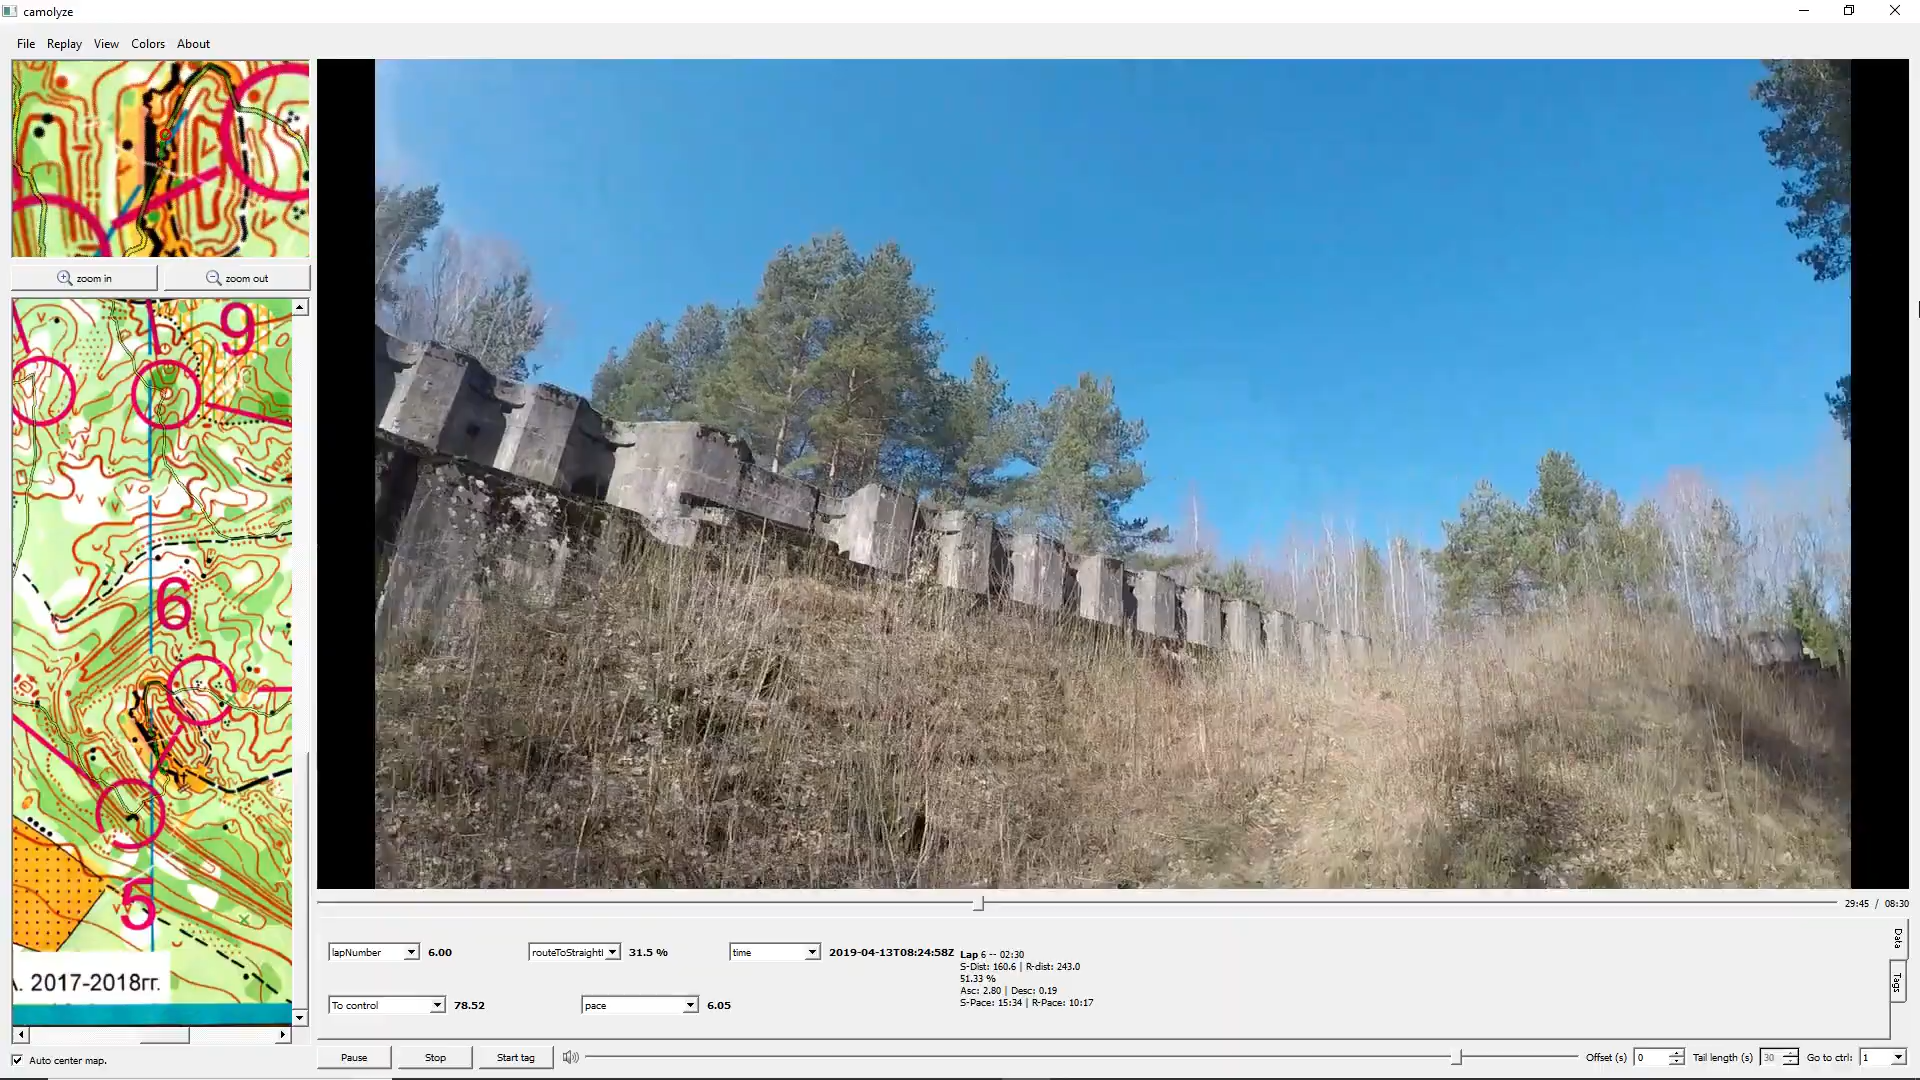 camolyze
File Replay View Colors About
zoom in zoom out
9
6
5
. 2017-2018гг.
Auto center map.
29:45 / 08:30
lapNumber 6.00 routeToStraightl 31.5 % time 2019-04-13T08:24:58Z
To control 78.52 pace 6.05
Lap 6 -- 02:30
S-Dist: 160.6 | R-dist: 243.0
51.33 %
Asc: 2.80 | Desc: 0.19
S-Pace: 15:34 | R-Pace: 10:17
Data
Tags
Pause Stop Start tag Offset (s) 0 Tail length (s) 30 Go to ctrl: 1